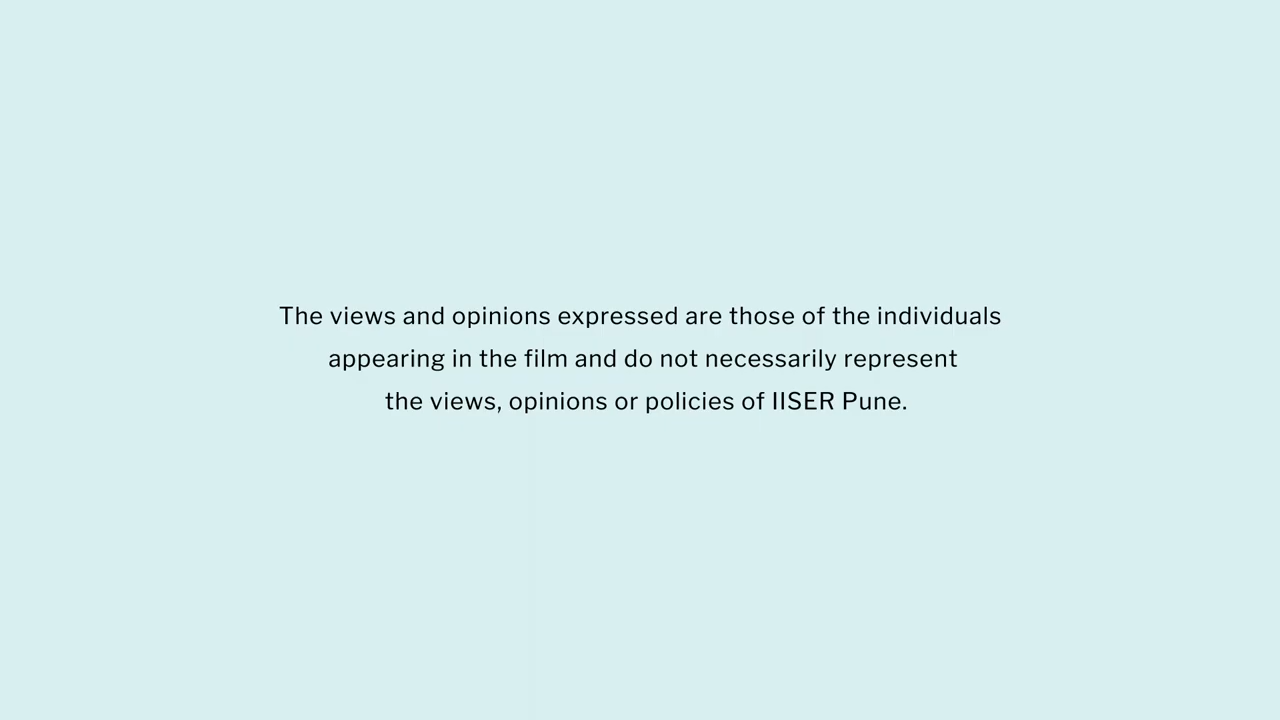 The views and opinions expressed are those of the individuals
appearing in the film and do not necessarily represent
the views, opinions or policies of IISER Pune.